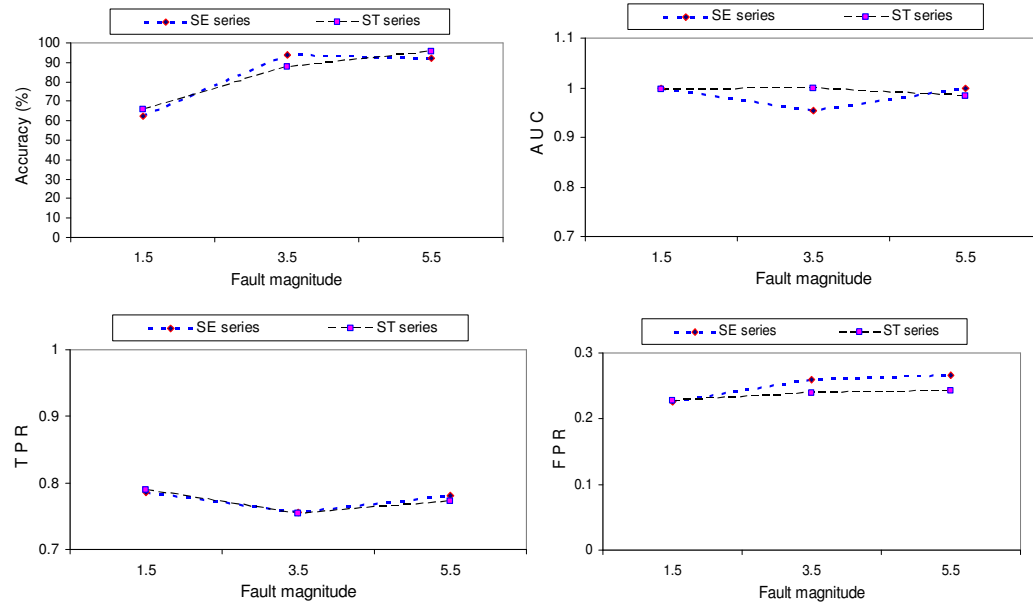 SE series
ST series
100
90
80
70
60
50
40
30
20
10
0
Accuracy (%)
1.5
3.5
5.5
Fault magnitude
SE series
ST series
1.1
1
0.9
0.8
0.7
A U C
1.5
3.5
5.5
Fault magnitude
SE series
ST series
1
0.9
0.8
0.7
T P R
1.5
3.5
5.5
Fault magnitude
SE series
ST series
0.3
0.2
0.1
0
F P R
1.5
3.5
5.5
Fault magnitude